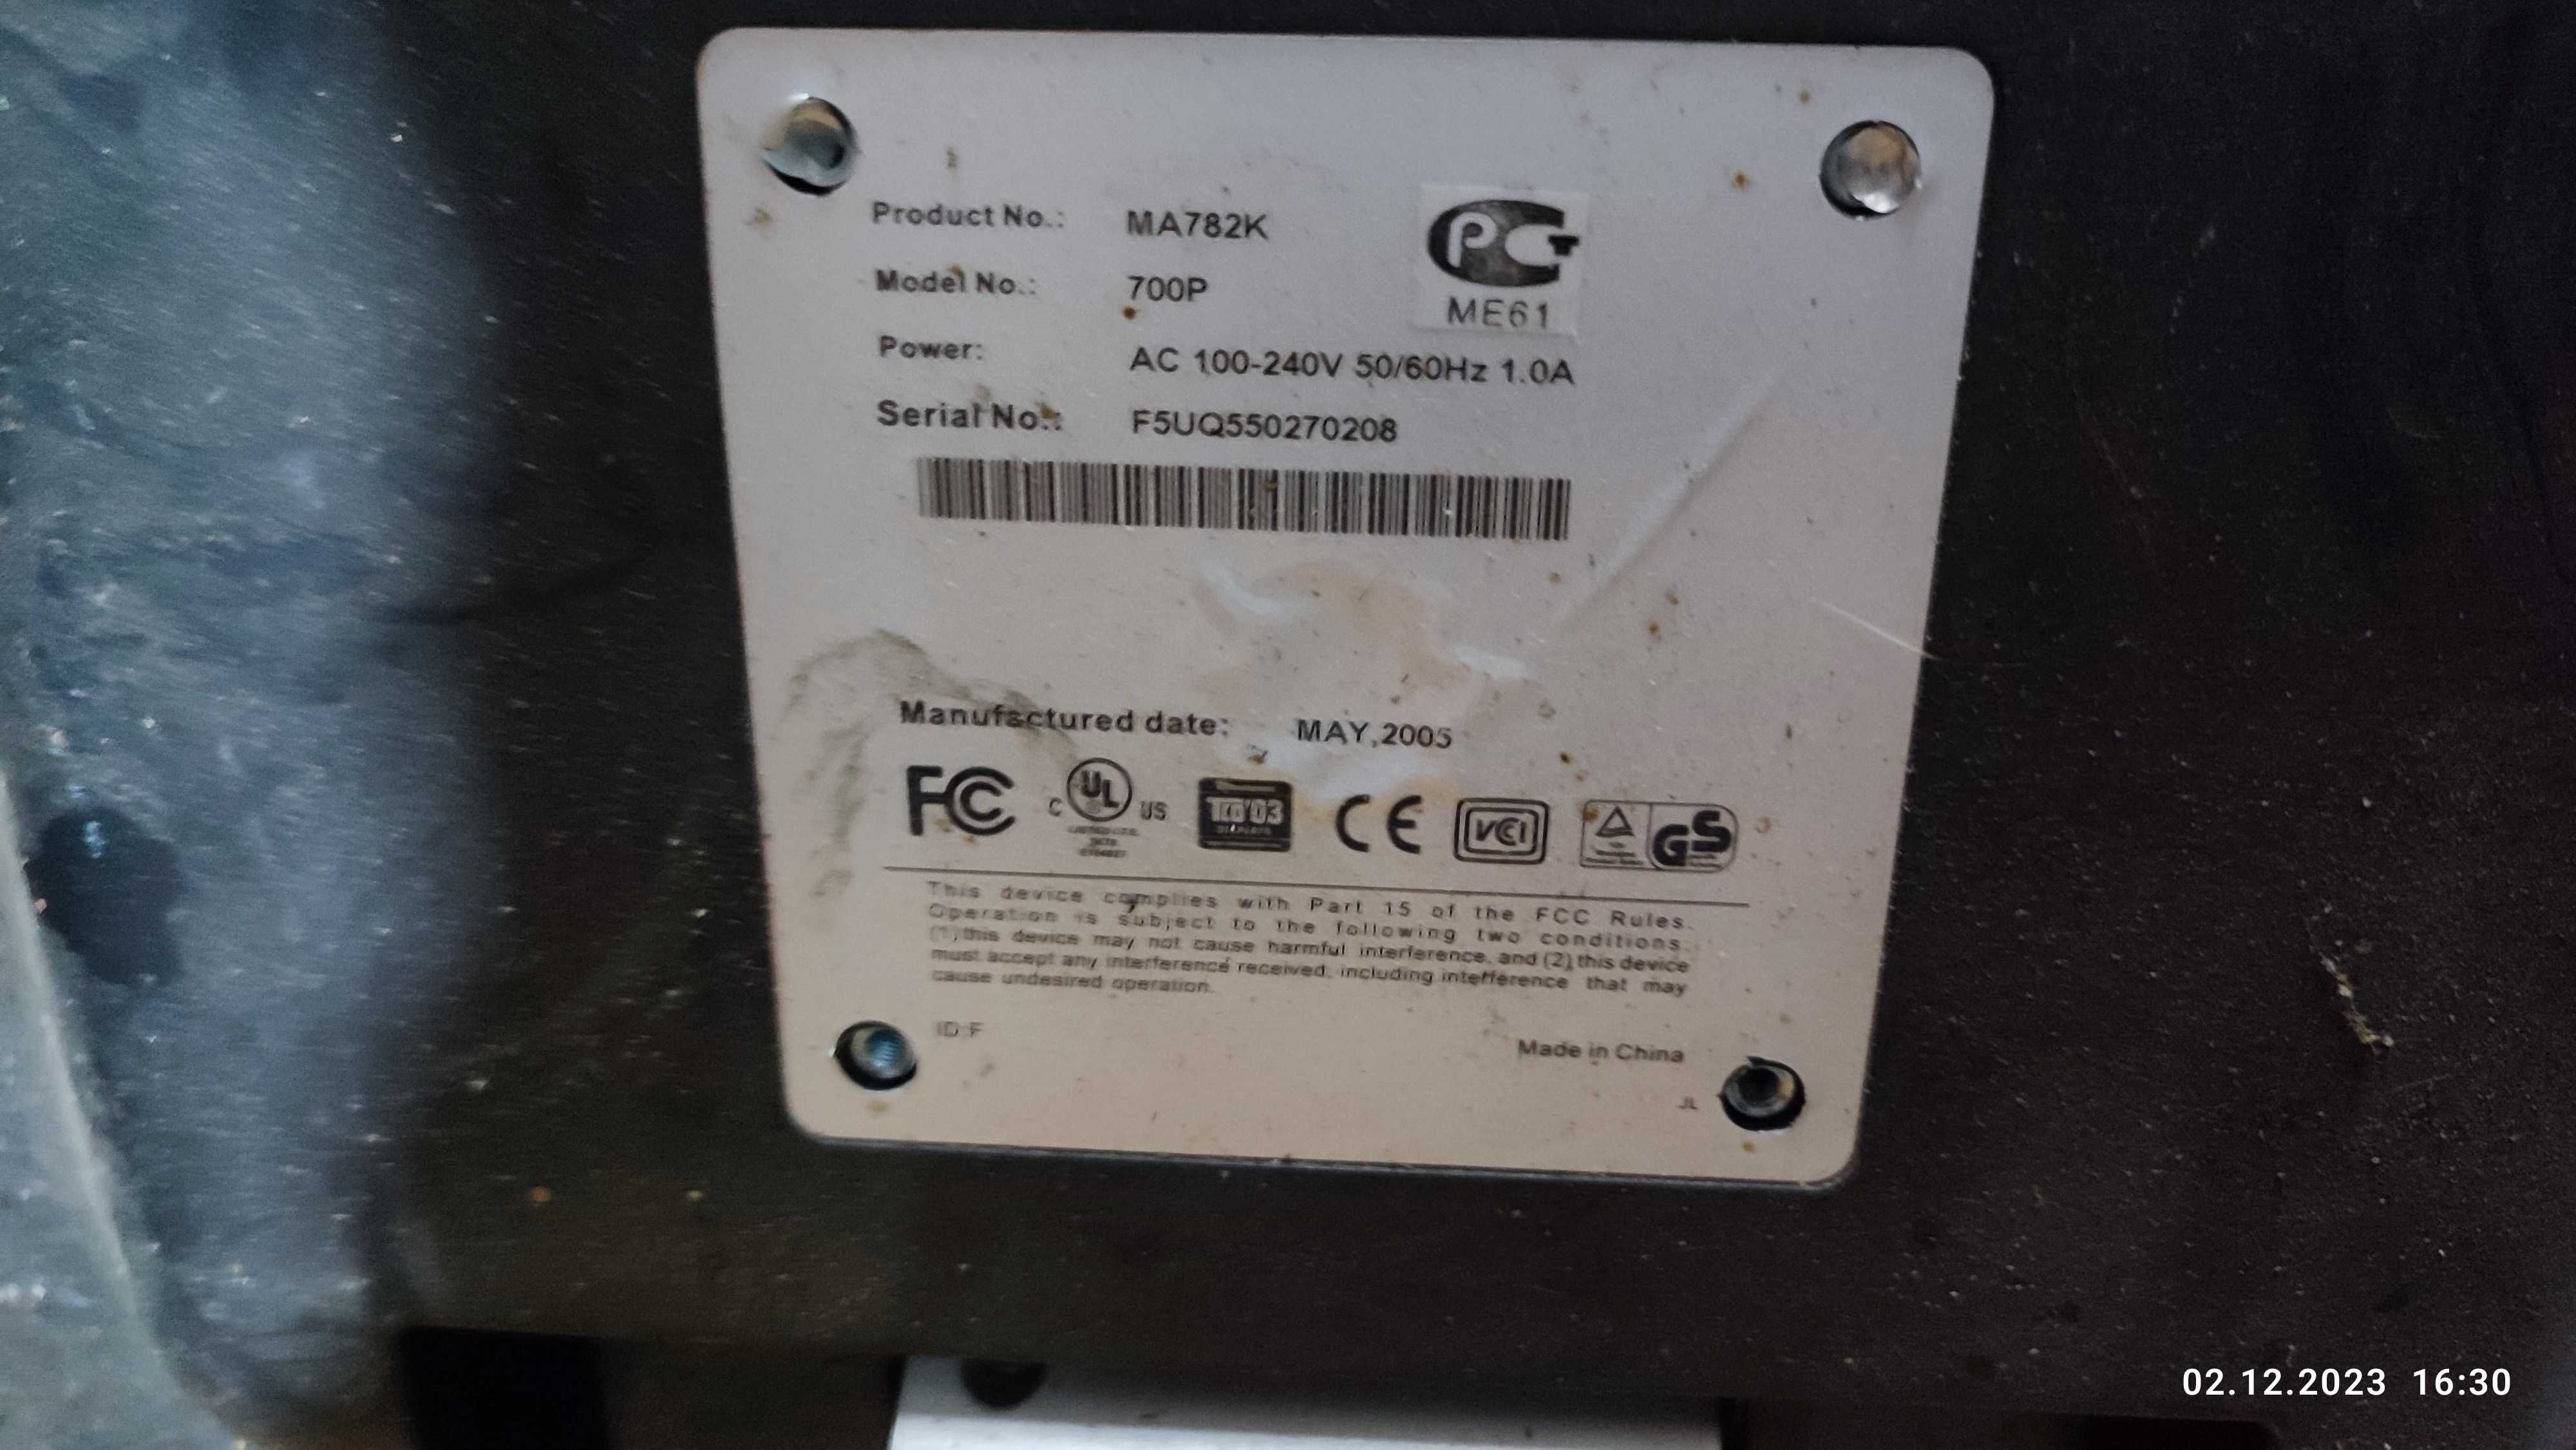 Product No.: MA782K
Model No.: 700P
PCT
ME61
Power: AC 100-240V 50/60Hz 1.0A
Serial No.: F5UQ550270208
Manufactured date: MAY,2005
FC C UL US 03 CE VCCI GS
This device complies with Part 15 of the FCC Rules.
Operation is subject to the following two conditions.
(1)this device may not cause harmful interference, and (2) this device
must accept any interference received, including intefference that may
cause undesired operation.
ID:F
Made in China
JL
02.12.2023 16:30